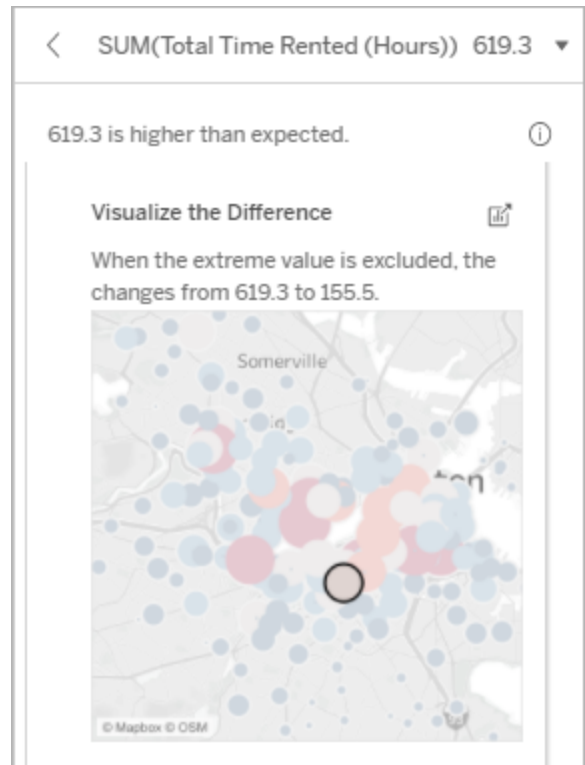 SUM(Total Time Rented (Hours)) 619.3
619.3 is higher than expected.
Visualize the Difference
When the extreme value is excluded, the
changes from 619.3 to 155.5.
Somerville
ton
© Mapbox © OSM